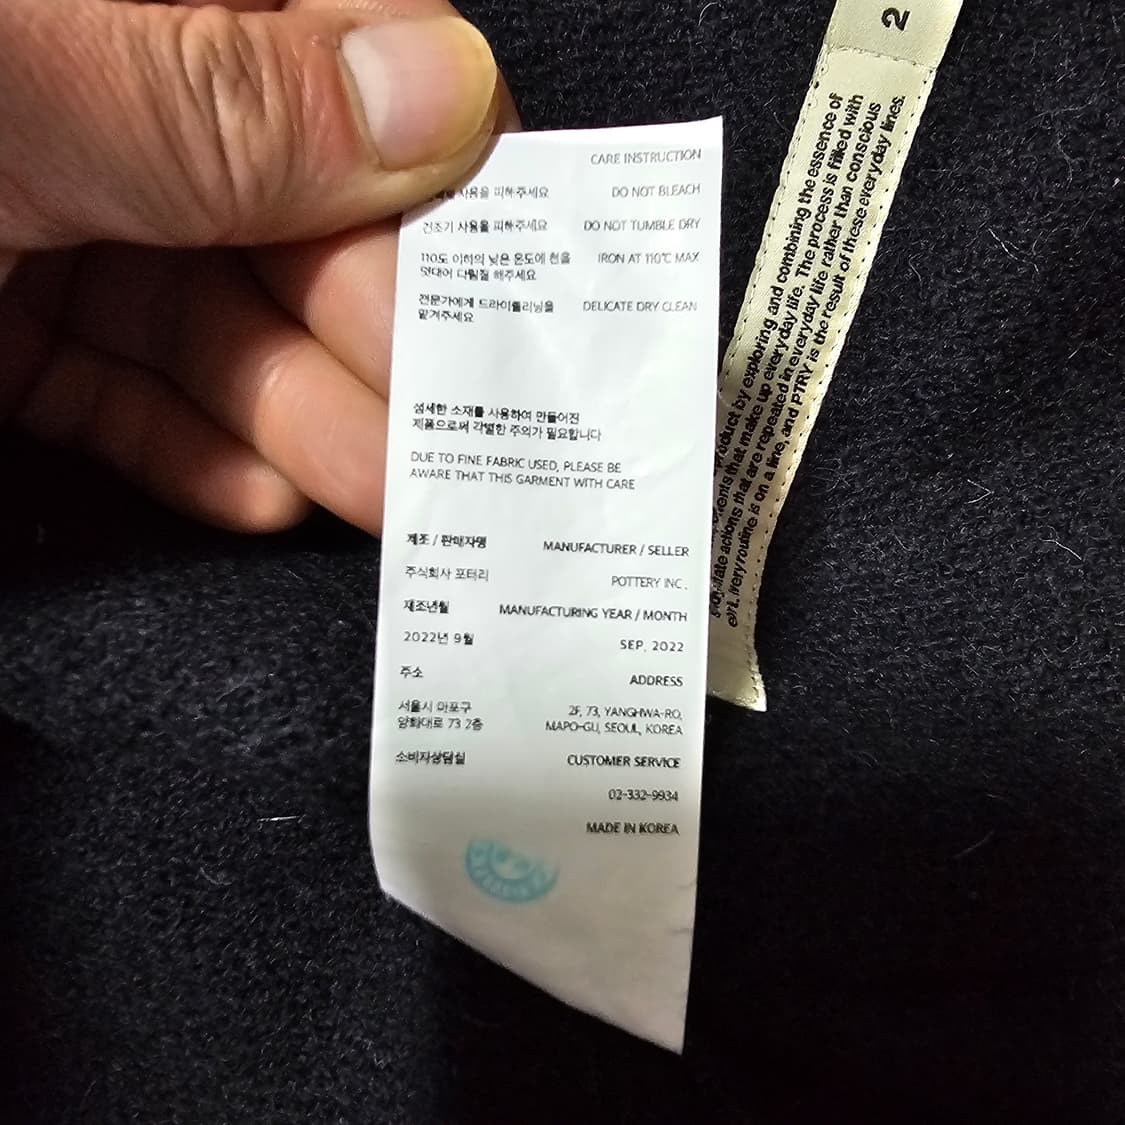 CARE INSTRUCTION
사용을 피해주세요 DO NOT BLEACH
건조기 사용을 피해주세요 DO NOT TUMBLE DRY
110도 이하의 낮은 온도에 천을 IRON AT 110℃ MAX
덧대어 다림질 해주세요
전문가에게 드라이클리닝을 DELICATE DRY CLEAN
맡겨주세요
섬세한 소재를 사용하여 만들어진
제품으로써 각별한 주의가 필요합니다
DUE TO FINE FABRIC USED, PLEASE BE
AWARE THAT THIS GARMENT WITH CARE
제조 / 판매자명 MANUFACTURER / SELLER
주식회사 포터리 POTTERY INC.
제조년월 MANUFACTURING YEAR / MONTH
2022년 9월 SEP, 2022
주소 ADDRESS
서울시 마포구 2F, 73, YANGHWA-RO,
양화대로 73 2층 MAPO-GU, SEOUL, KOREA
소비자상담실 CUSTOMER SERVICE
02-332-9934
MADE IN KOREA
2
product by exploring and combining the essence of
that make up everyday life. The process is filled with
actions that are repeated in everyday life rather than conscious
routine is on a line, and PTRY is the result of these everyday lines.